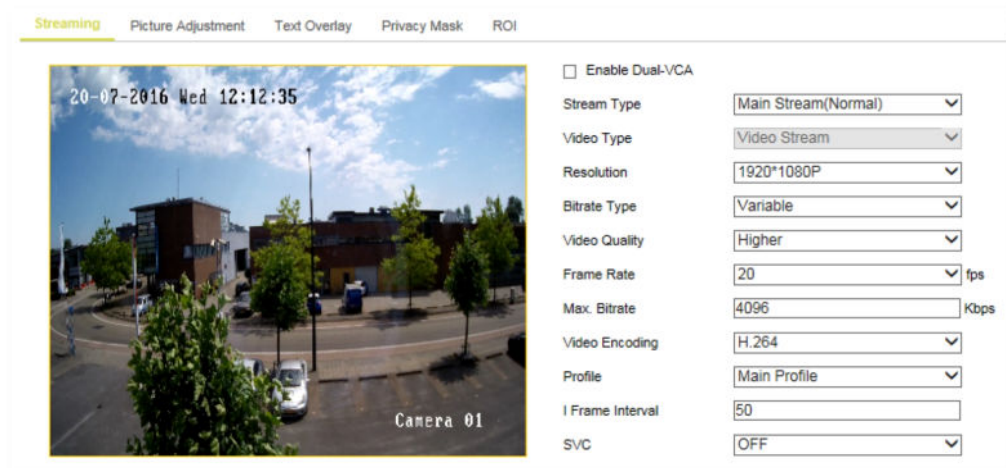 Streaming Picture Adjustment Text Overlay Privacy Mask ROI
20-07-2016 Wed 12:12:35
Camera 01
Enable Dual-VCA
Stream Type Main Stream(Normal)
Video Type Video Stream
Resolution 1920*1080P
Bitrate Type Variable
Video Quality Higher
Frame Rate 20 fps
Max. Bitrate 4096 Kbps
Video Encoding H.264
Profile Main Profile
I Frame Interval 50
SVC OFF